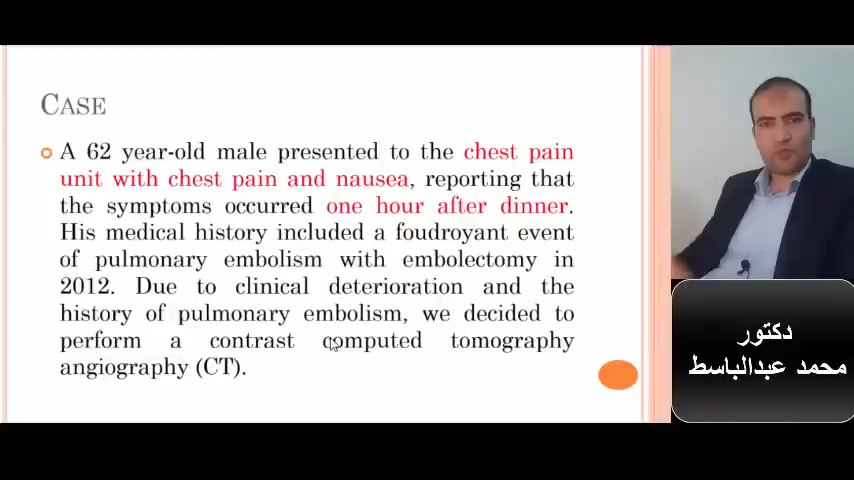 CASE
A 62 year-old male presented to the chest pain
unit with chest pain and nausea, reporting that
the symptoms occurred one hour after dinner.
His medical history included a foudroyant event
of pulmonary embolism with embolectomy in
2012. Due to clinical deterioration and the
history of pulmonary embolism, we decided to
perform a contrast computed tomography
angiography (CT).
دكتور
محمد عبدالباسط